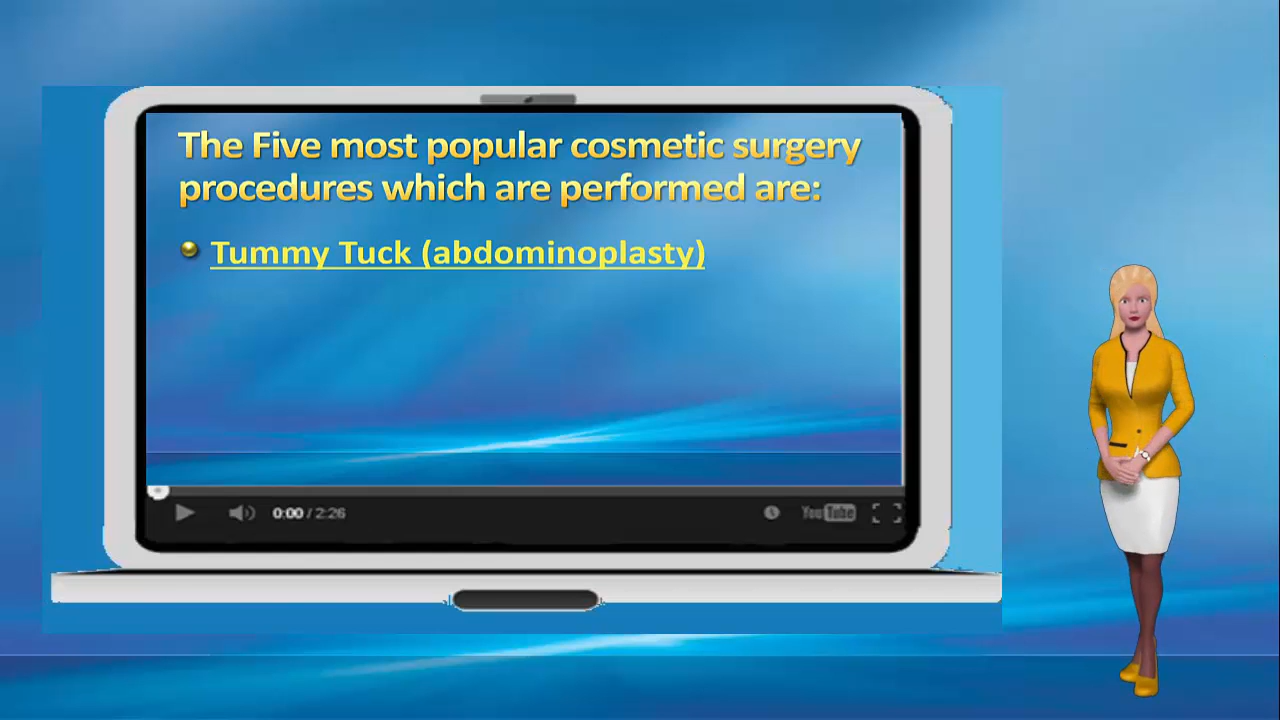 The Five most popular cosmetic surgery
procedures which are performed are:
Tummy Tuck (abdominoplasty)
0:00 / 2:26
YouTube